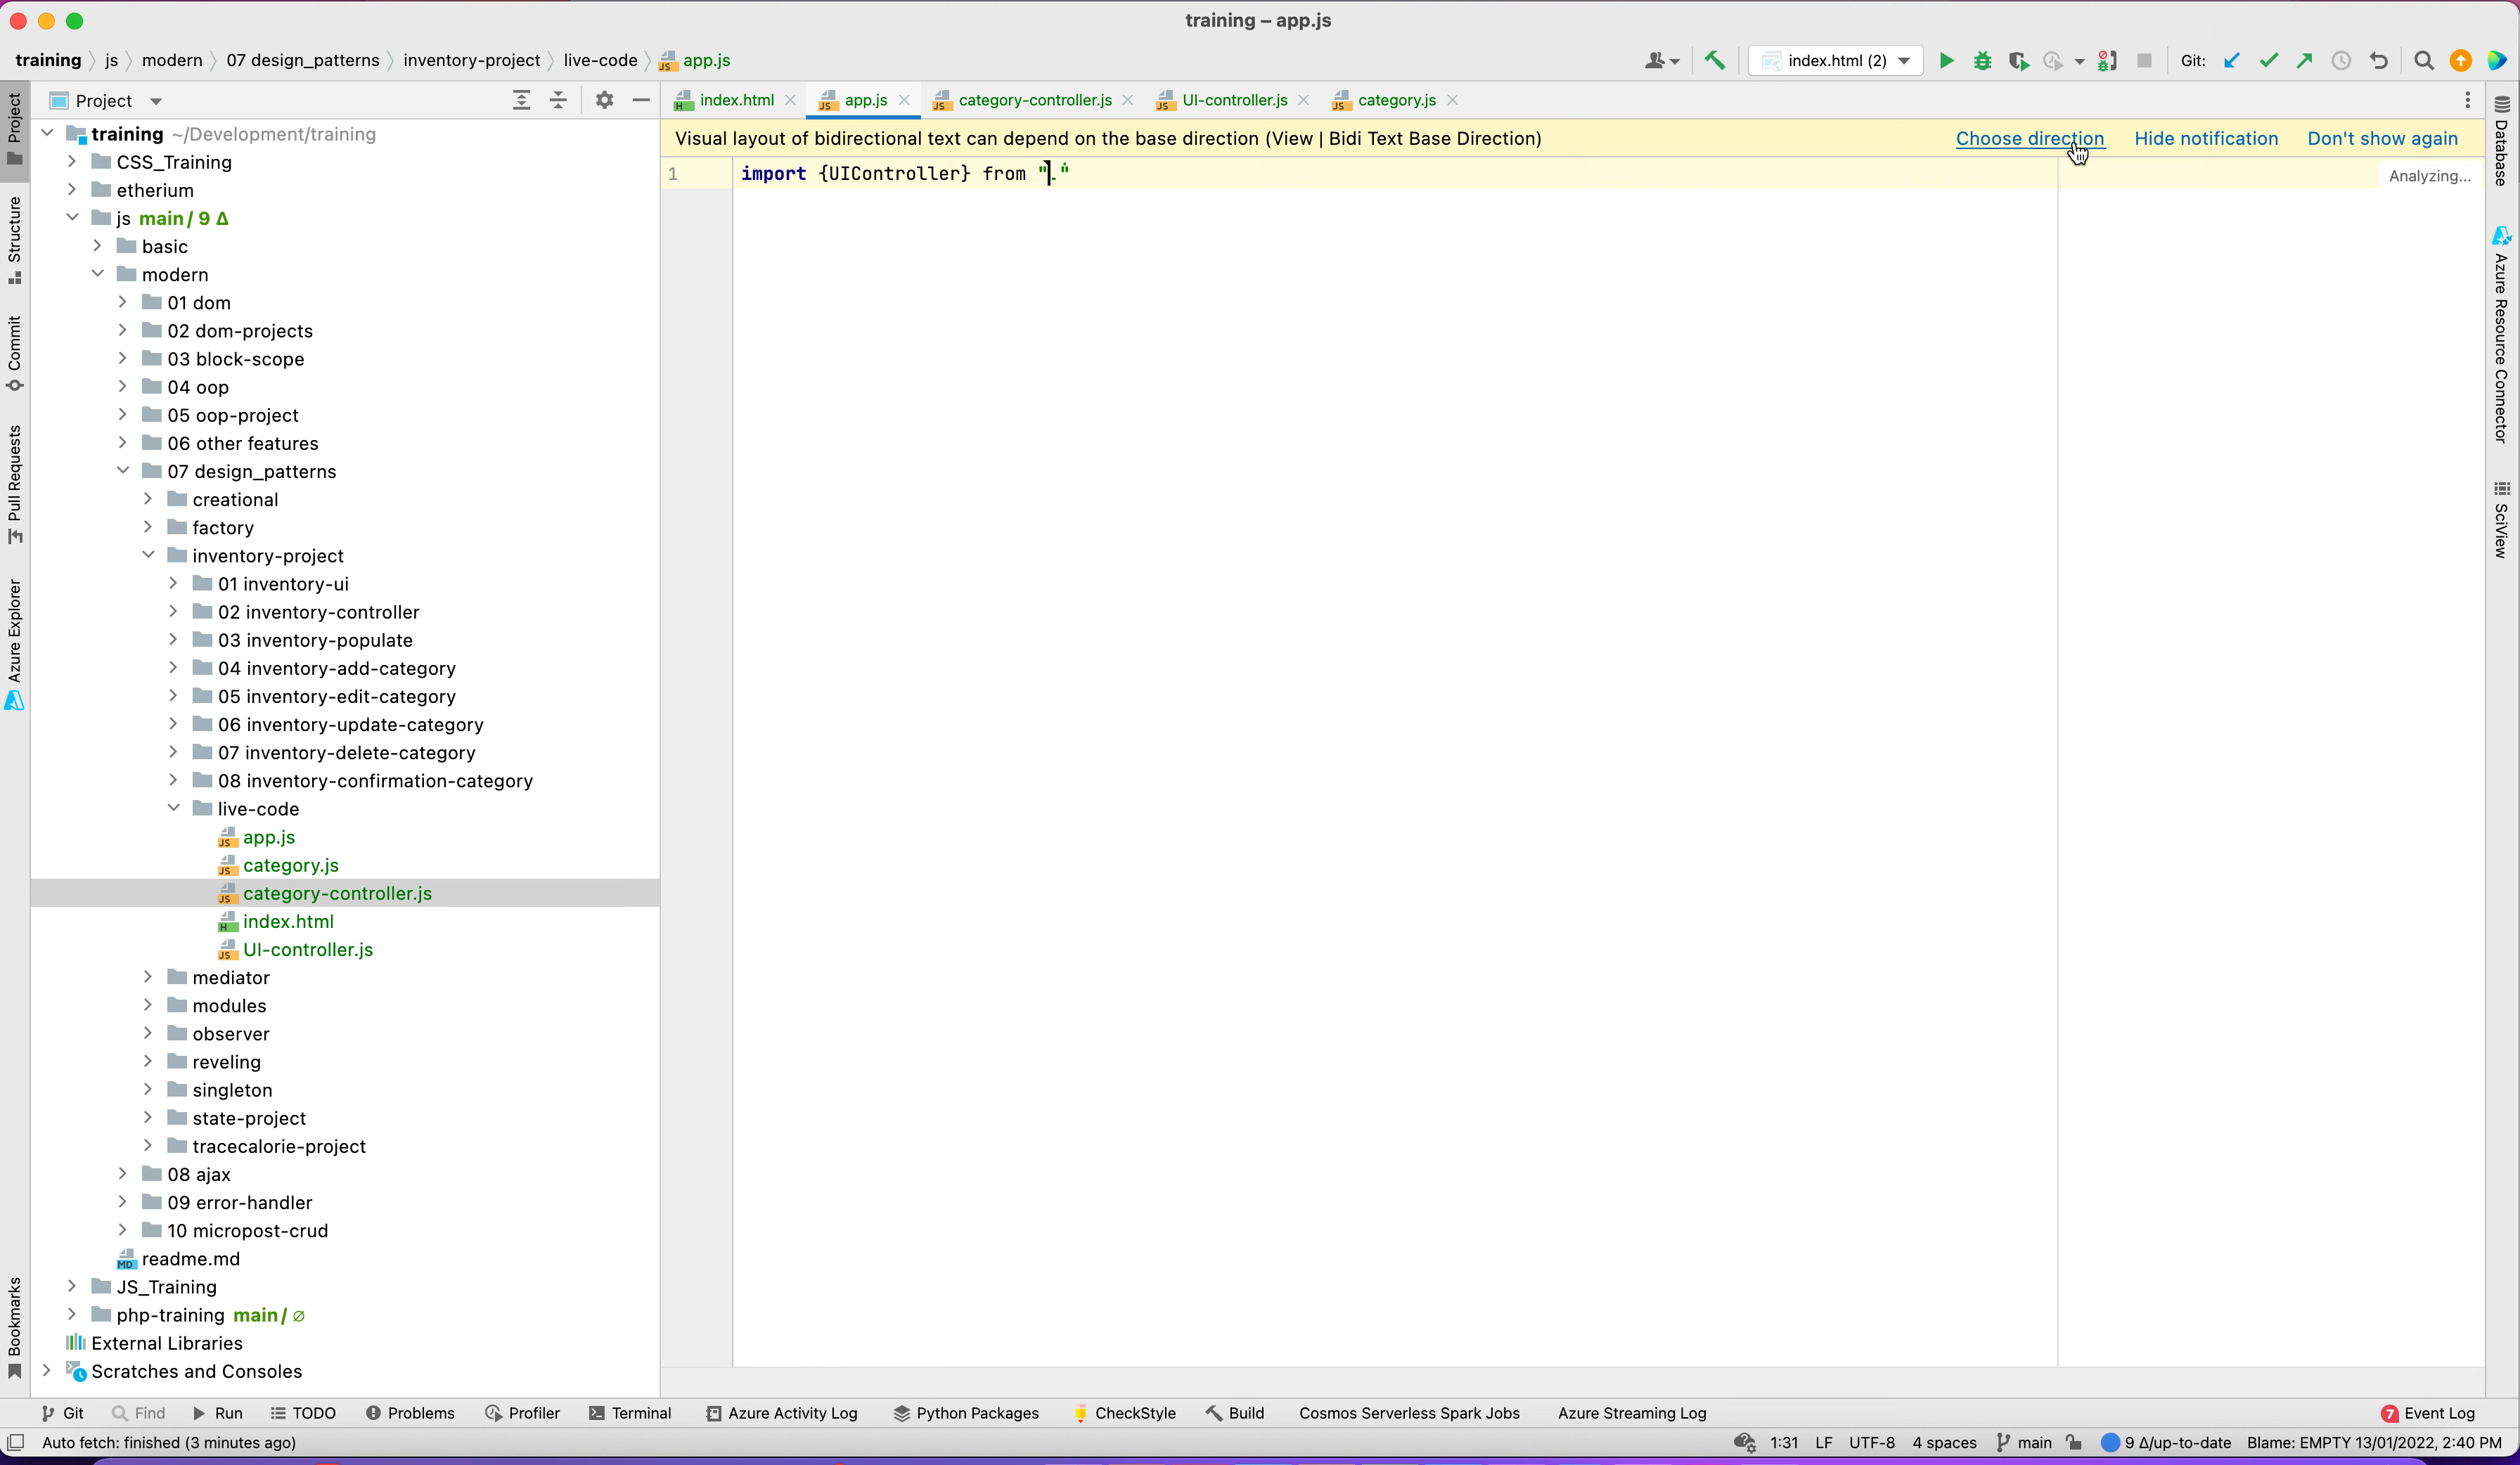 training – app.js
training js modern 07 design_patterns inventory-project live-code app.js
index.html (2) Git:
Project
index.html app.js category-controller.js UI-controller.js category.js
Visual layout of bidirectional text can depend on the base direction (View | Bidi Text Base Direction) Choose direction Hide notification Don't show again
1 import {UIController} from "."
Analyzing...
training ~/Development/training
CSS_Training
etherium
js main / 9 Δ
basic
modern
01 dom
02 dom-projects
03 block-scope
04 oop
05 oop-project
06 other features
07 design_patterns
creational
factory
inventory-project
01 inventory-ui
02 inventory-controller
03 inventory-populate
04 inventory-add-category
05 inventory-edit-category
06 inventory-update-category
07 inventory-delete-category
08 inventory-confirmation-category
live-code
app.js
category.js
category-controller.js
index.html
UI-controller.js
mediator
modules
observer
reveling
singleton
state-project
tracecalorie-project
08 ajax
09 error-handler
10 micropost-crud
readme.md
JS_Training
php-training main / ∅
External Libraries
Scratches and Consoles
Project
Structure
Commit
Pull Requests
Azure Explorer
Bookmarks
Database
Azure Resource Connector
SciView
Git Find Run TODO Problems Profiler Terminal Azure Activity Log Python Packages CheckStyle Build Cosmos Serverless Spark Jobs Azure Streaming Log 7 Event Log
Auto fetch: finished (3 minutes ago) 1:31 LF UTF-8 4 spaces main 9 Δ/up-to-date Blame: EMPTY 13/01/2022, 2:40 PM